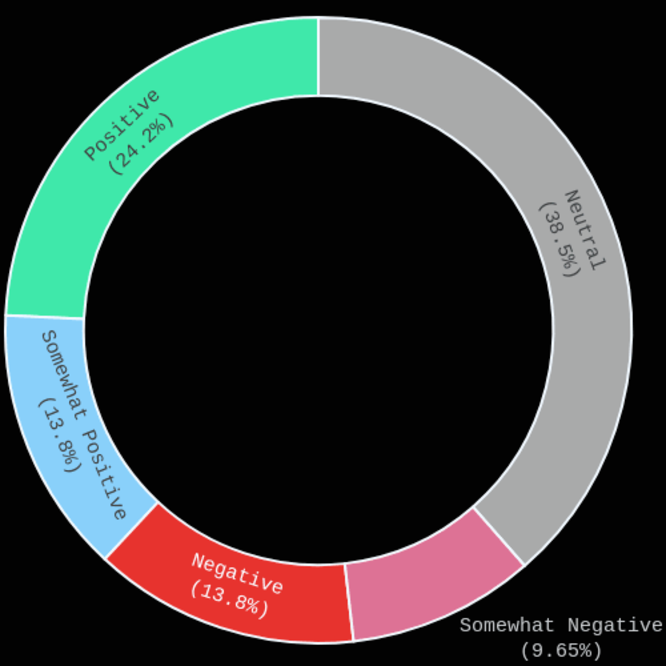 Positive
(24.2%)
Neutral
(38.5%)
Somewhat Positive
(13.8%)
Negative
(13.8%)
Somewhat Negative
(9.65%)